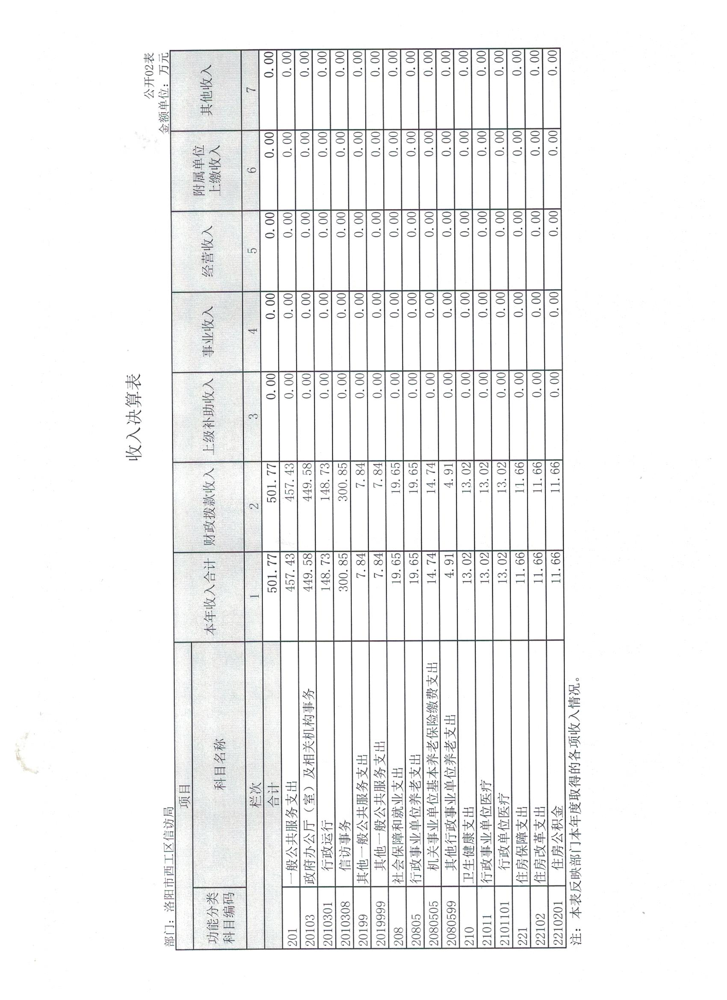 收入决算表
公开02表
部门：洛阳市西工区信访局 金额单位：万元
项目 本年收入合计 财政拨款收入 上级补助收入 事业收入 经营收入 附属单位上缴收入 其他收入
功能分类科目编码 科目名称
栏次 1 2 3 4 5 6 7
合计 501.77 501.77 0.00 0.00 0.00 0.00 0.00
201 一般公共服务支出 457.43 457.43 0.00 0.00 0.00 0.00 0.00
20103 政府办公厅（室）及相关机构事务 449.58 449.58 0.00 0.00 0.00 0.00 0.00
2010301 行政运行 148.73 148.73 0.00 0.00 0.00 0.00 0.00
2010308 信访事务 300.85 300.85 0.00 0.00 0.00 0.00 0.00
20199 其他一般公共服务支出 7.84 7.84 0.00 0.00 0.00 0.00 0.00
2019999 其他一般公共服务支出 7.84 7.84 0.00 0.00 0.00 0.00 0.00
208 社会保障和就业支出 19.65 19.65 0.00 0.00 0.00 0.00 0.00
20805 行政事业单位养老支出 19.65 19.65 0.00 0.00 0.00 0.00 0.00
2080505 机关事业单位基本养老保险缴费支出 14.74 14.74 0.00 0.00 0.00 0.00 0.00
2080599 其他行政事业单位养老支出 4.91 4.91 0.00 0.00 0.00 0.00 0.00
210 卫生健康支出 13.02 13.02 0.00 0.00 0.00 0.00 0.00
21011 行政事业单位医疗 13.02 13.02 0.00 0.00 0.00 0.00 0.00
2101101 行政单位医疗 13.02 13.02 0.00 0.00 0.00 0.00 0.00
221 住房保障支出 11.66 11.66 0.00 0.00 0.00 0.00 0.00
22102 住房改革支出 11.66 11.66 0.00 0.00 0.00 0.00 0.00
2210201 住房公积金 11.66 11.66 0.00 0.00 0.00 0.00 0.00
注：本表反映部门本年度取得的各项收入情况。